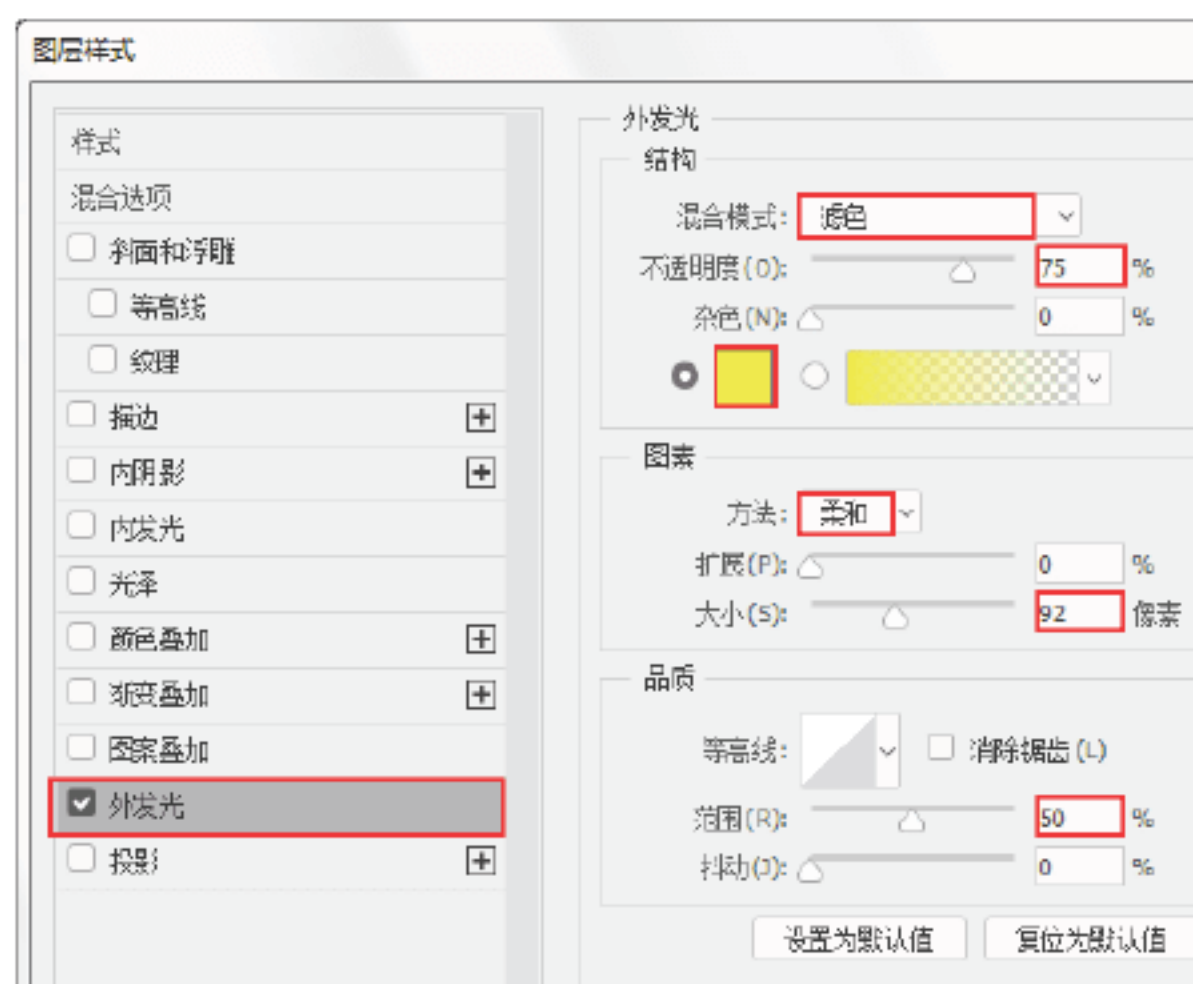 图层样式
样式
混合选项
斜面和浮雕
等高线
纹理
描边
内阴影
内发光
光泽
颜色叠加
渐变叠加
图案叠加
外发光
投影
外发光
结构
混合模式: 滤色
不透明度(O): 75 %
杂色(N): 0 %
图素
方法: 柔和
扩展(P): 0 %
大小(S): 92 像素
品质
等高线: 消除锯齿(L)
范围(R): 50 %
抖动(J): 0 %
设置为默认值 复位为默认值